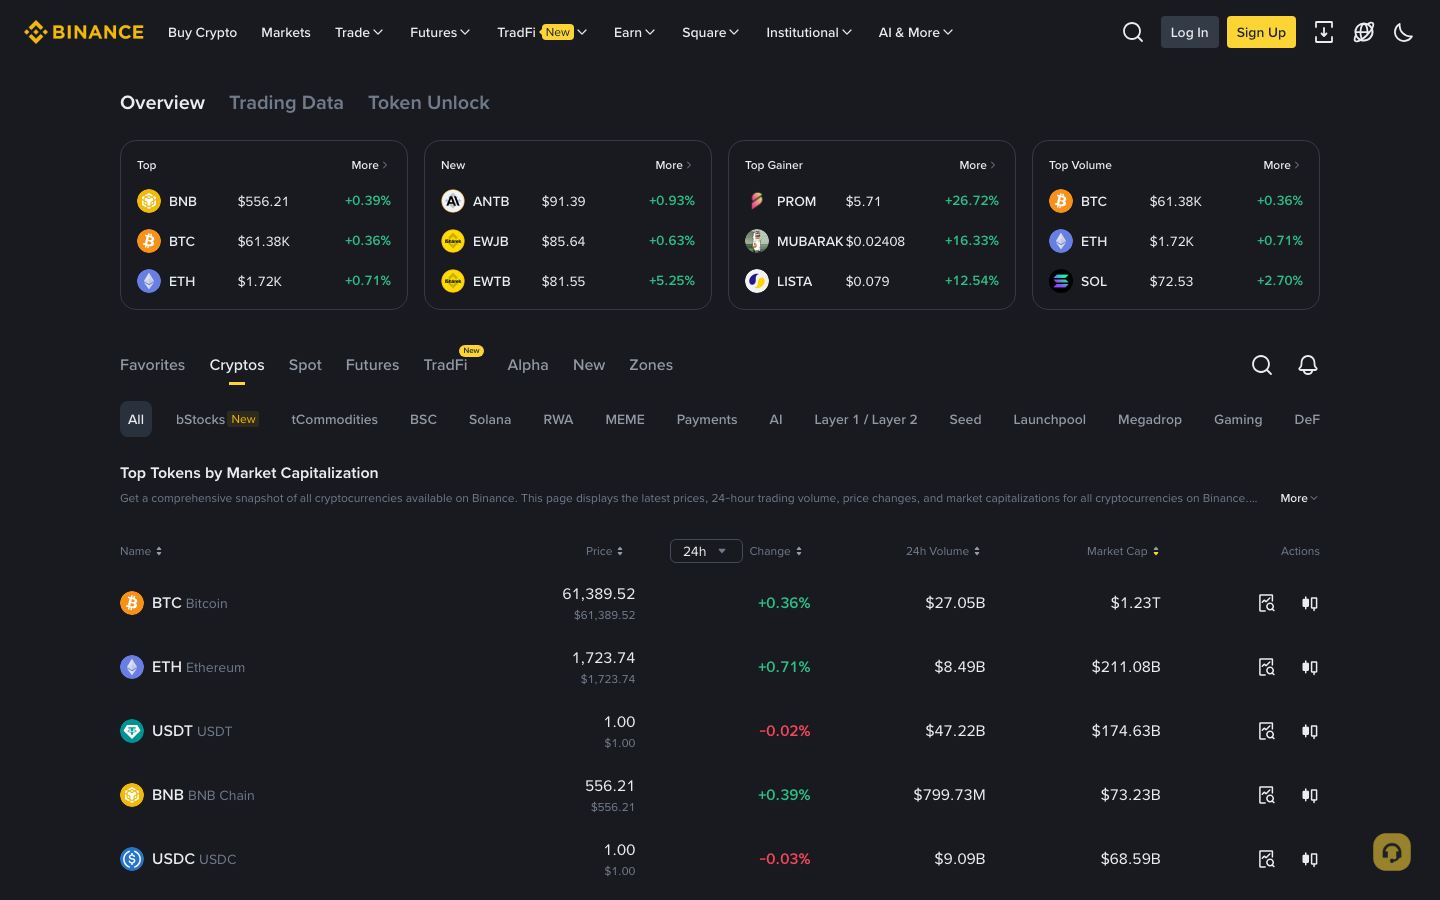 BINANCE Buy Crypto Markets Trade Futures TradFi New Earn Square Institutional AI & More Log In Sign Up
Overview Trading Data Token Unlock
Top More
BNB $556.21 +0.39%
BTC $61.38K +0.36%
ETH $1.72K +0.71%
New More
ANTB $91.39 +0.93%
EWJB $85.64 +0.63%
EWTB $81.55 +5.25%
Top Gainer More
PROM $5.71 +26.72%
MUBARAK $0.02408 +16.33%
LISTA $0.079 +12.54%
Top Volume More
BTC $61.38K +0.36%
ETH $1.72K +0.71%
SOL $72.53 +2.70%
Favorites Cryptos Spot Futures TradFi New Alpha New Zones
All bStocks New tCommodities BSC Solana RWA MEME Payments AI Layer 1 / Layer 2 Seed Launchpool Megadrop Gaming DeF
Top Tokens by Market Capitalization
Get a comprehensive snapshot of all cryptocurrencies available on Binance. This page displays the latest prices, 24-hour trading volume, price changes, and market capitalizations for all cryptocurrencies on Binance.... More
Name Price 24h Change 24h Volume Market Cap Actions
BTC Bitcoin 61,389.52 +0.36% $27.05B $1.23T
$61,389.52
ETH Ethereum 1,723.74 +0.71% $8.49B $211.08B
$1,723.74
USDT USDT 1.00 -0.02% $47.22B $174.63B
$1.00
BNB BNB Chain 556.21 +0.39% $799.73M $73.23B
$556.21
USDC USDC 1.00 -0.03% $9.09B $68.59B
$1.00